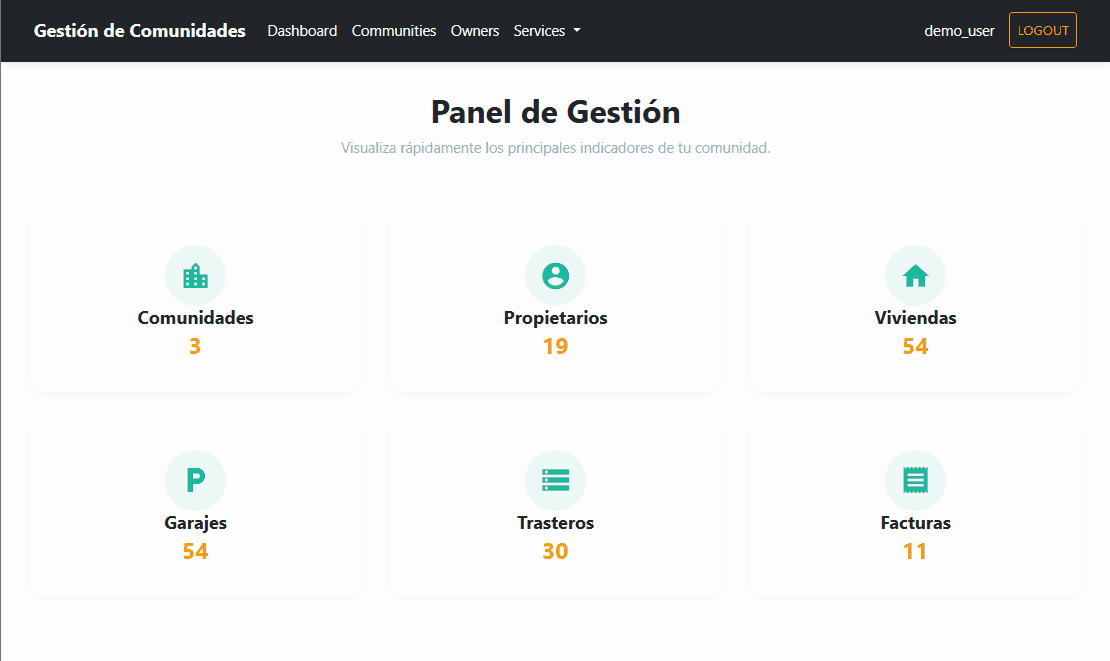 Gestión de Comunidades Dashboard Communities Owners Services demo_user LOGOUT
Panel de Gestión
Visualiza rápidamente los principales indicadores de tu comunidad.
Comunidades
3
Propietarios
19
Viviendas
54
P
Garajes
54
Trasteros
30
Facturas
11